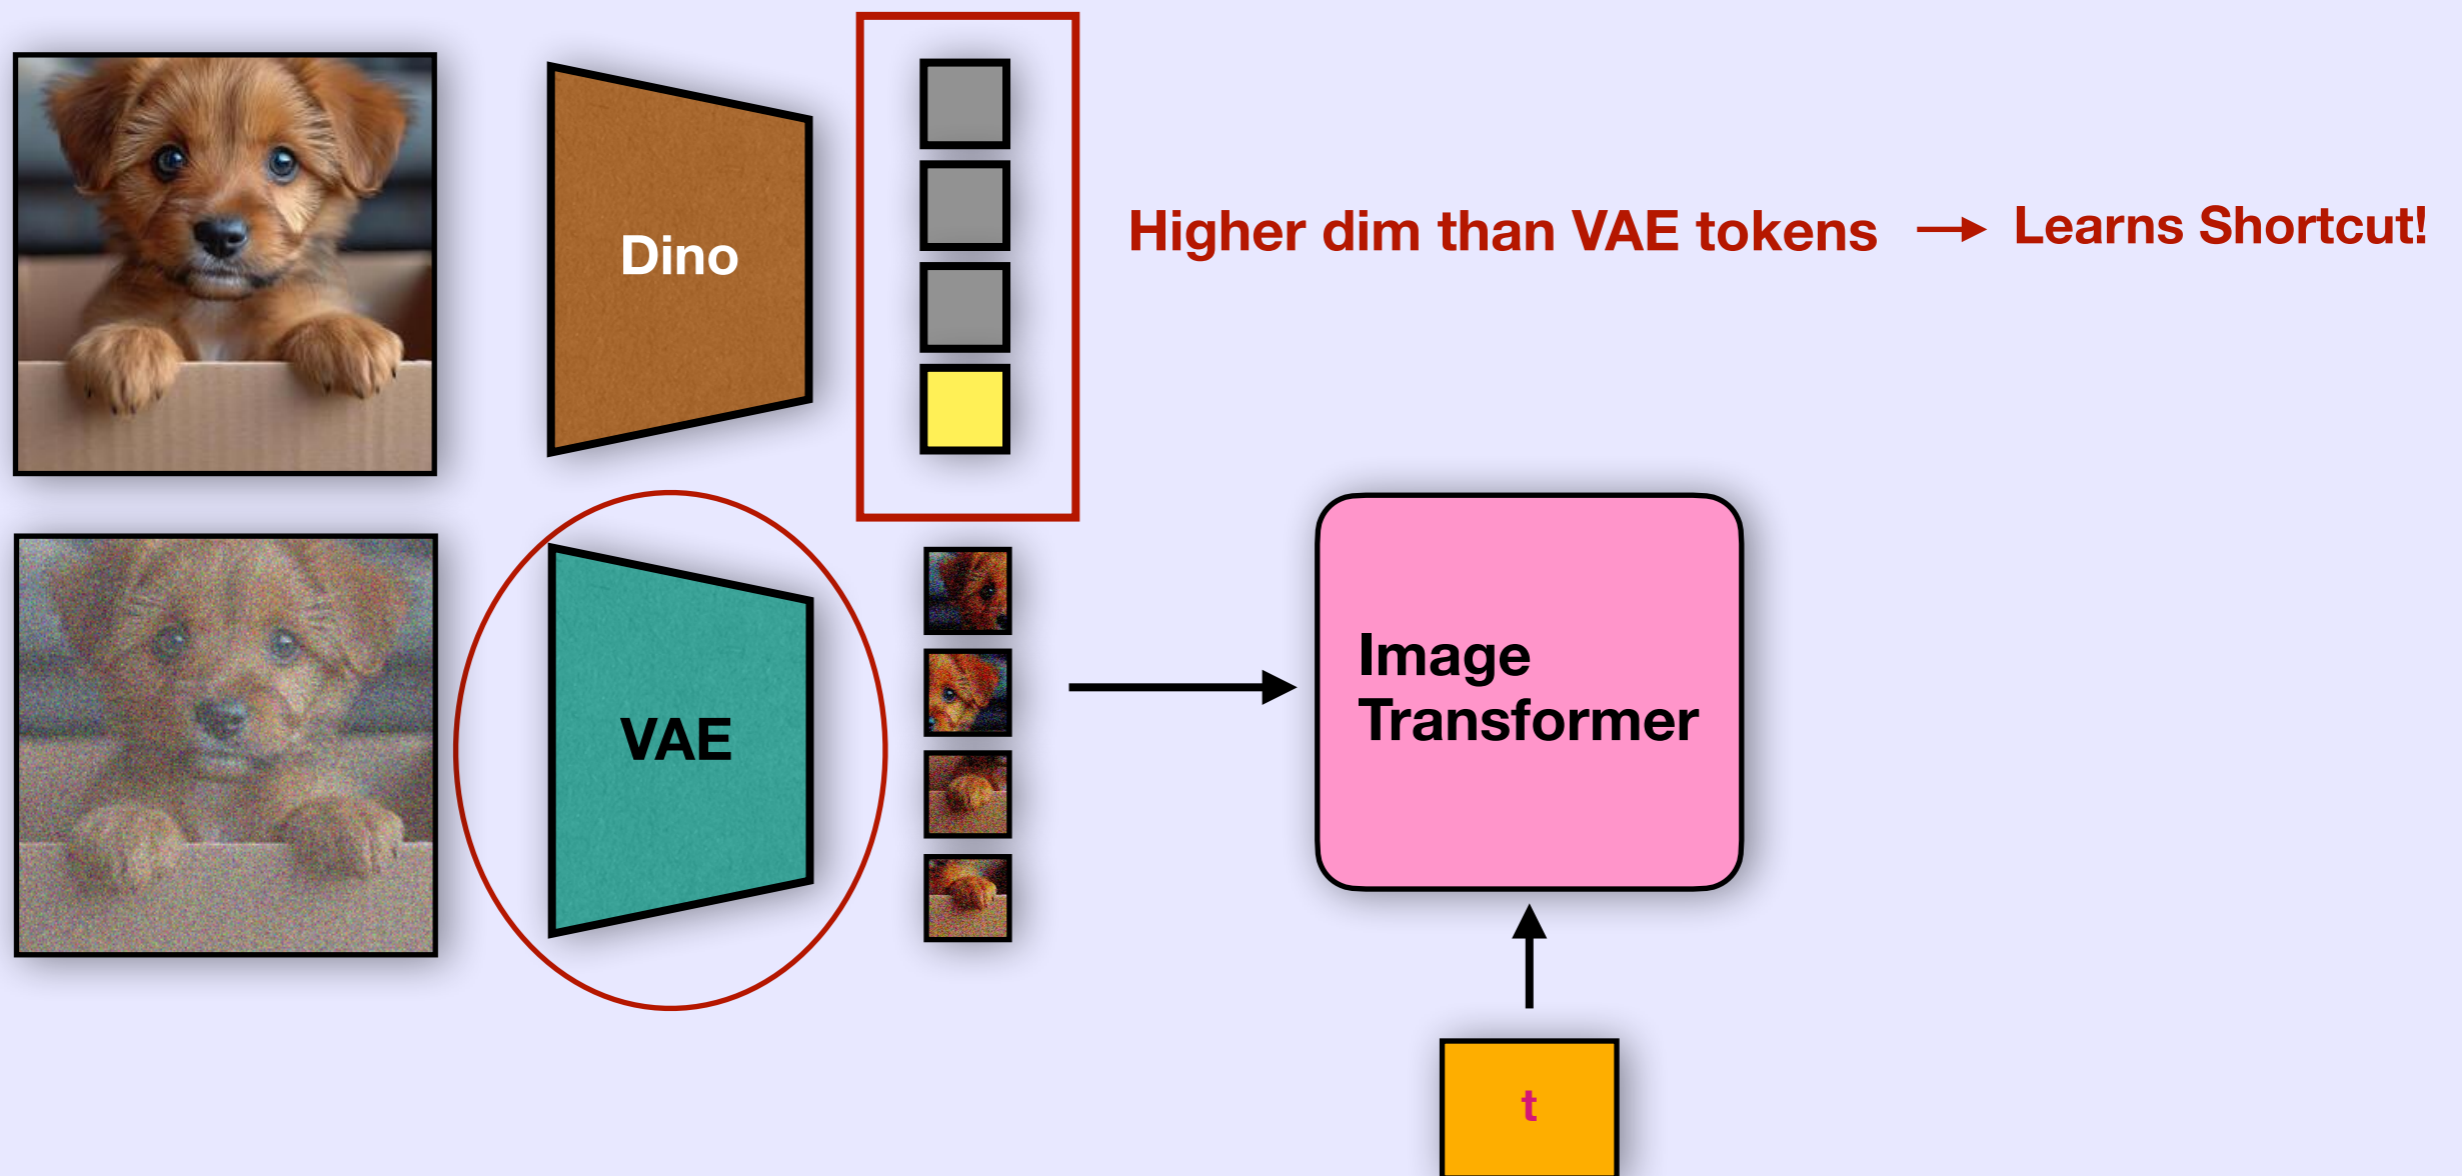 Dino
Higher dim than VAE tokens
Learns Shortcut!
VAE
Image
Transformer
t